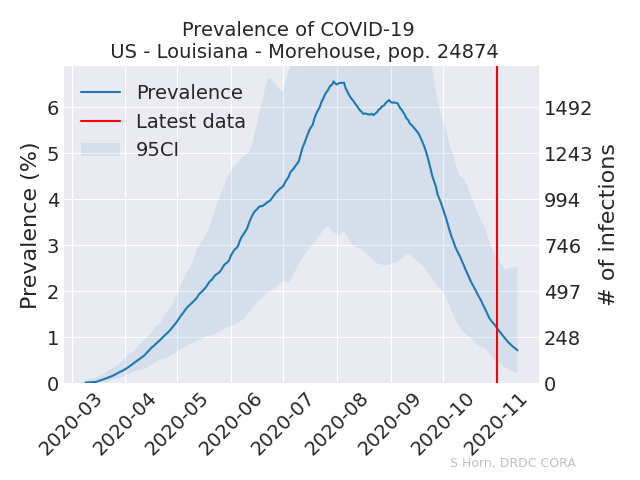 Prevalence of COVID-19
US - Louisiana - Morehouse, pop. 24874
Prevalence
Latest data
95CI
Prevalence (%)
6
5
4
3
2
1
0
1492
1243
994
746
497
248
0
# of infections
2020-03
2020-04
2020-05
2020-06
2020-07
2020-08
2020-09
2020-10
2020-11
S Horn, DRDC CORA